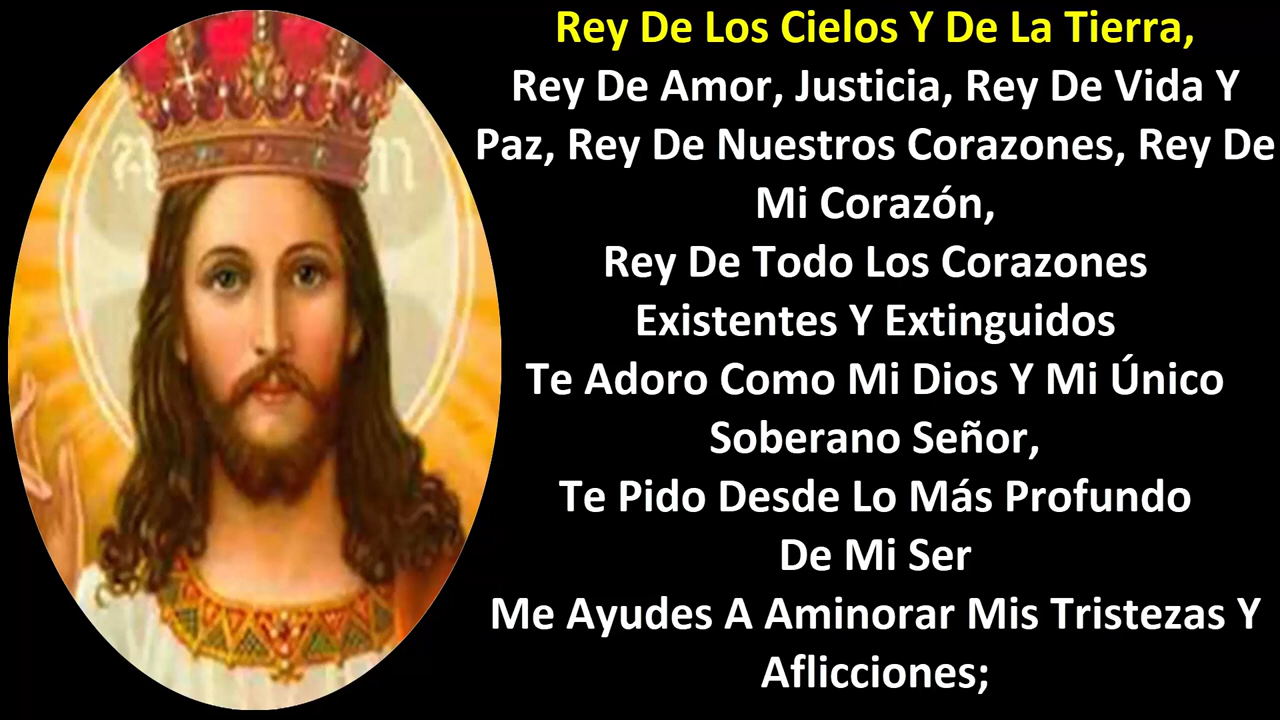 Rey De Los Cielos Y De La Tierra,
Rey De Amor, Justicia, Rey De Vida Y
Paz, Rey De Nuestros Corazones, Rey De
Mi Corazón,
Rey De Todo Los Corazones
Existentes Y Extinguidos
Te Adoro Como Mi Dios Y Mi Único
Soberano Señor,
Te Pido Desde Lo Más Profundo
De Mi Ser
Me Ayudes A Aminorar Mis Tristezas Y
Aflicciones;